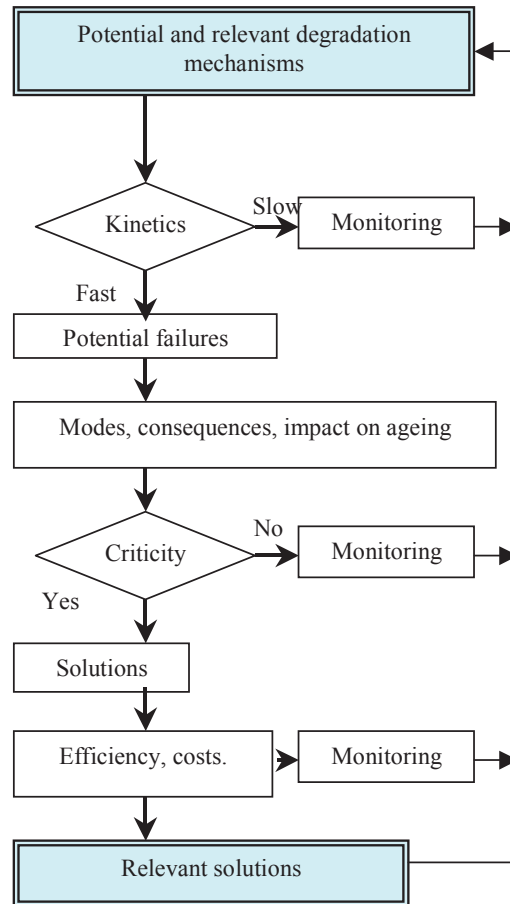 Potential and relevant degradation
mechanisms
Kinetics
Slow
Monitoring
Fast
Potential failures
Modes, consequences, impact on ageing
Criticity
No
Monitoring
Yes
Solutions
Efficiency, costs.
Monitoring
Relevant solutions